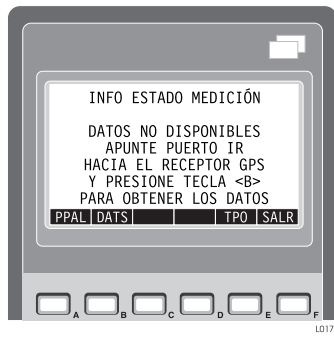 INFO ESTADO MEDICIÓN
DATOS NO DISPONIBLES
APUNTE PUERTO IR
HACIA EL RECEPTOR GPS
Y PRESIONE TECLA <B>
PARA OBTENER LOS DATOS
PPAL DATS TPO SALR
A B C D E F
L017